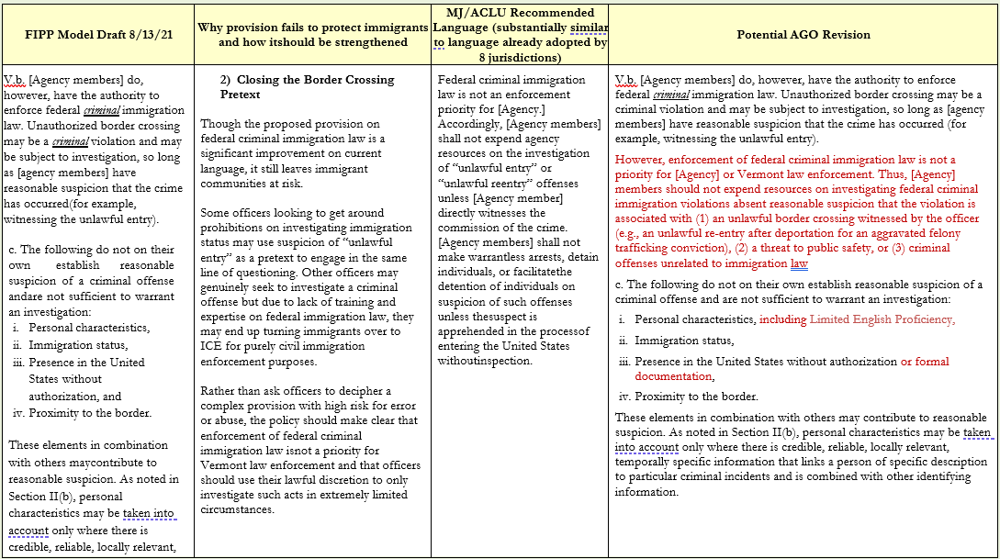 FIPP Model Draft 8/13/21
Why provision fails to protect immigrants
and how itshould be strengthened
MJ/ACLU Recommended
Language (substantially similar
to language already adopted by
8 jurisdictions)
Potential AGO Revision
V.b. [Agency members] do,
however, have the authority to
enforce federal criminal immigration
law. Unauthorized border crossing
may be a criminal violation and may
be subject to investigation, so long
as [agency members] have
reasonable suspicion that the crime
has occurred(for example,
witnessing the unlawful entry).
c. The following do not on their
own establish reasonable
suspicion of a criminal offense
andare not sufficient to warrant
an investigation:
i. Personal characteristics,
ii. Immigration status,
iii. Presence in the United
States without
authorization, and
iv. Proximity to the border.
These elements in combination
with others maycontribute to
reasonable suspicion. As noted in
Section II(b), personal
characteristics may be taken into
account only where there is
credible, reliable, locally relevant,
2) Closing the Border Crossing
Pretext
Though the proposed provision on
federal criminal immigration law is a
significant improvement on current
language, it still leaves immigrant
communities at risk.
Some officers looking to get around
prohibitions on investigating immigration
status may use suspicion of “unlawful
entry” as a pretext to engage in the same
line of questioning. Other officers may
genuinely seek to investigate a criminal
offense but due to lack of training and
expertise on federal immigration law, they
may end up turning immigrants over to
ICE for purely civil immigration
enforcement purposes.
Rather than ask officers to decipher a
complex provision with high risk for error
or abuse, the policy should make clear that
enforcement of federal criminal
immigration law isnot a priority for
Vermont law enforcement and that officers
should use their lawful discretion to only
investigate such acts in extremely limited
circumstances.
Federal criminal immigration
law is not an enforcement
priority for [Agency.]
Accordingly, [Agency members]
shall not expend agency
resources on the investigation
of “unlawful entry” or
“unlawful reentry” offenses
unless [Agency member]
directly witnesses the
commission of the crime.
[Agency members] shall not
make warrantless arrests, detain
individuals, or facilitatethe
detention of individuals on
suspicion of such offenses
unless thesuspect is
apprehended in the processof
entering the United States
withoutinspection.
V.b. [Agency members] do, however, have the authority to enforce
federal criminal immigration law. Unauthorized border crossing may be a
criminal violation and may be subject to investigation, so long as [agency
members] have reasonable suspicion that the crime has occurred (for
example, witnessing the unlawful entry).
However, enforcement of federal criminal immigration law is not a
priority for [Agency] or Vermont law enforcement. Thus, [Agency]
members should not expend resources on investigating federal criminal
immigration violations absent reasonable suspicion that the violation is
associated with (1) an unlawful border crossing witnessed by the officer
(e.g., an unlawful re-entry after deportation for an aggravated felony
trafficking conviction), (2) a threat to public safety, or (3) criminal
offenses unrelated to immigration law
c. The following do not on their own establish reasonable suspicion of a
criminal offense and are not sufficient to warrant an investigation:
i. Personal characteristics, including Limited English Proficiency,
ii. Immigration status,
iii. Presence in the United States without authorization or formal
documentation,
iv. Proximity to the border.
These elements in combination with others may contribute to reasonable
suspicion. As noted in Section II(b), personal characteristics may be taken
into account only where there is credible, reliable, locally relevant,
temporally specific information that links a person of specific description
to particular criminal incidents and is combined with other identifying
information.